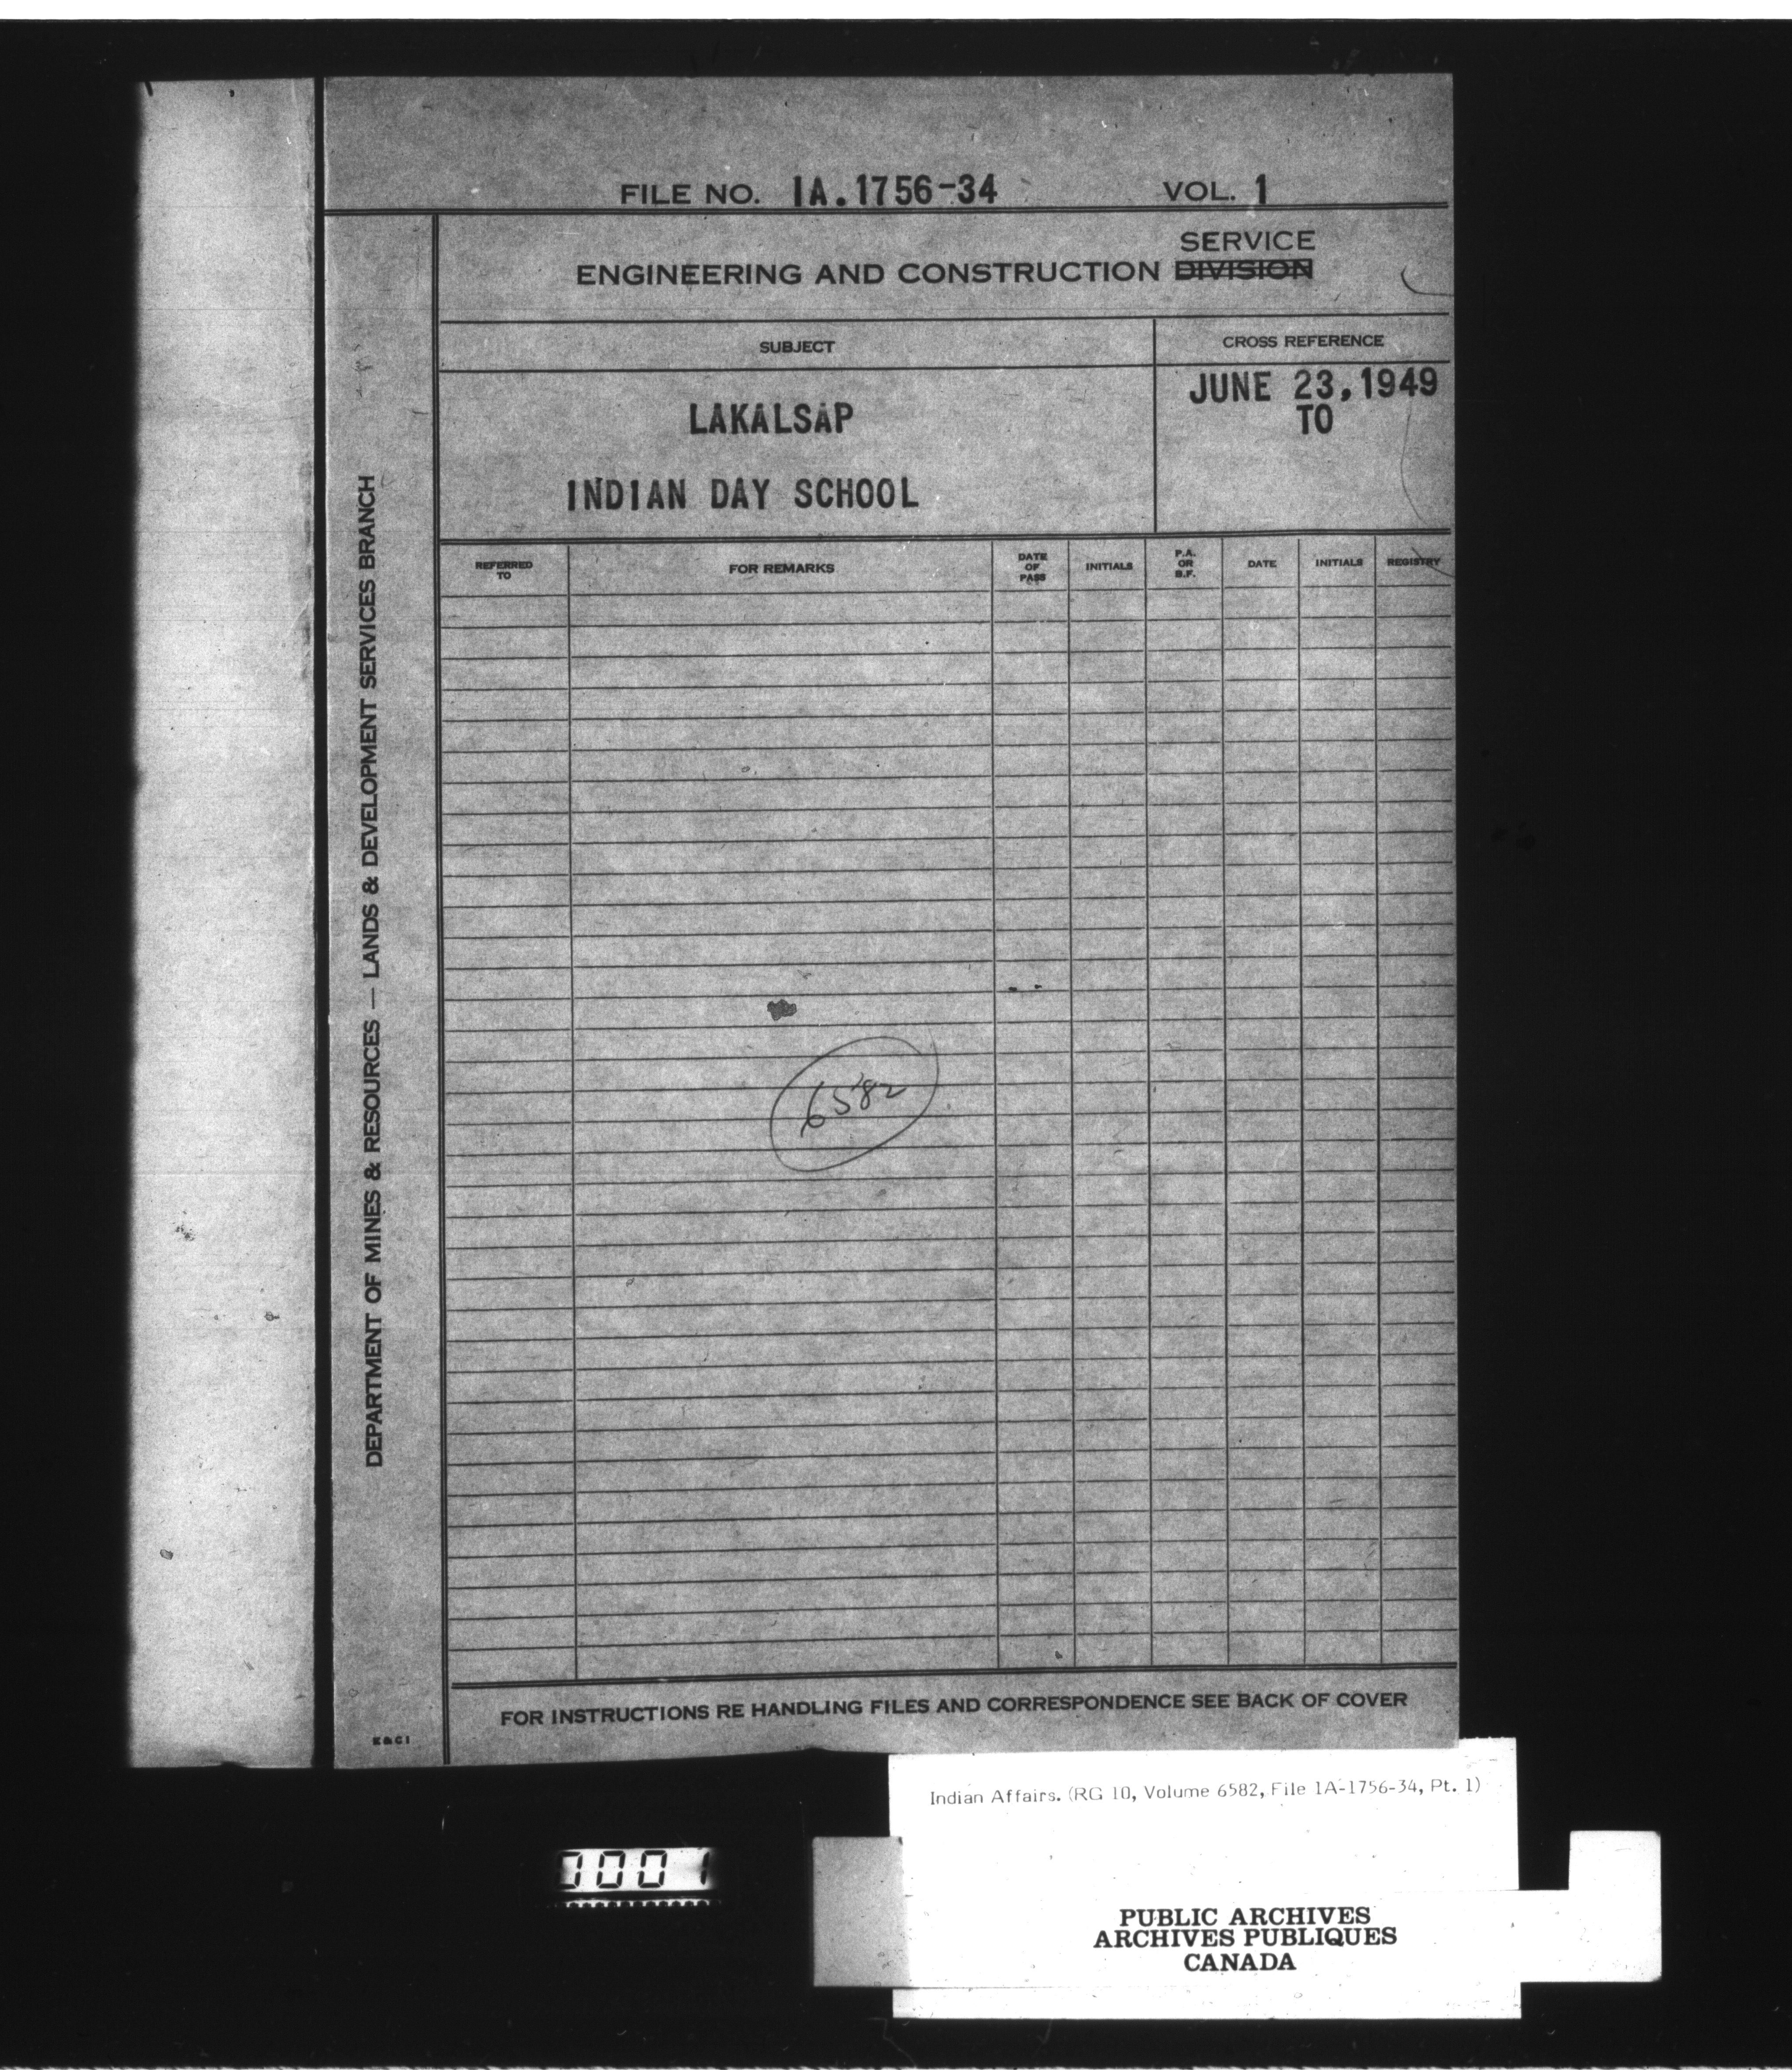 FILE NO. IA.1756-34 VOL. 1
SERVICE
ENGINEERING AND CONSTRUCTION DIVISION
SUBJECT
CROSS REFERENCE
LAKALSAP
INDIAN DAY SCHOOL
JUNE 23, 1949
TO
REFERRED TO
FOR REMARKS
DATE OF PASS
INITIALS
P.A. OR B.F.
DATE
INITIALS
REGISTRY
6582
DEPARTMENT OF MINES & RESOURCES — LANDS & DEVELOPMENT SERVICES BRANCH
FOR INSTRUCTIONS RE HANDLING FILES AND CORRESPONDENCE SEE BACK OF COVER
E & C 1
Indian Affairs. (RG 10, Volume 6582, File 1A-1756-34, Pt. 1)
0001
PUBLIC ARCHIVES
ARCHIVES PUBLIQUES
CANADA